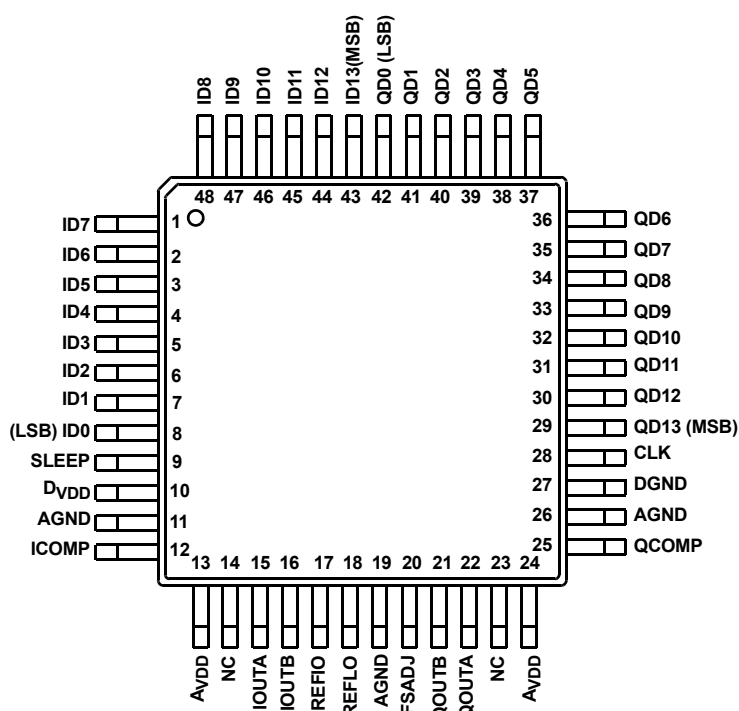 ID8
ID9
ID10
ID11
ID12
ID13(MSB)
QD0 (LSB)
QD1
QD2
QD3
QD4
QD5
48 47 46 45 44 43 42 41 40 39 38 37
ID7 1
ID6 2
ID5 3
ID4 4
ID3 5
ID2 6
ID1 7
(LSB) ID0 8
SLEEP 9
DVDD 10
AGND 11
ICOMP 12
36 QD6
35 QD7
34 QD8
33 QD9
32 QD10
31 QD11
30 QD12
29 QD13 (MSB)
28 CLK
27 DGND
26 AGND
25 QCOMP
13 14 15 16 17 18 19 20 21 22 23 24
AVDD
NC
IOUTA
IOUTB
REFIO
REFLO
AGND
FSADJ
QOUTB
QOUTA
NC
AVDD